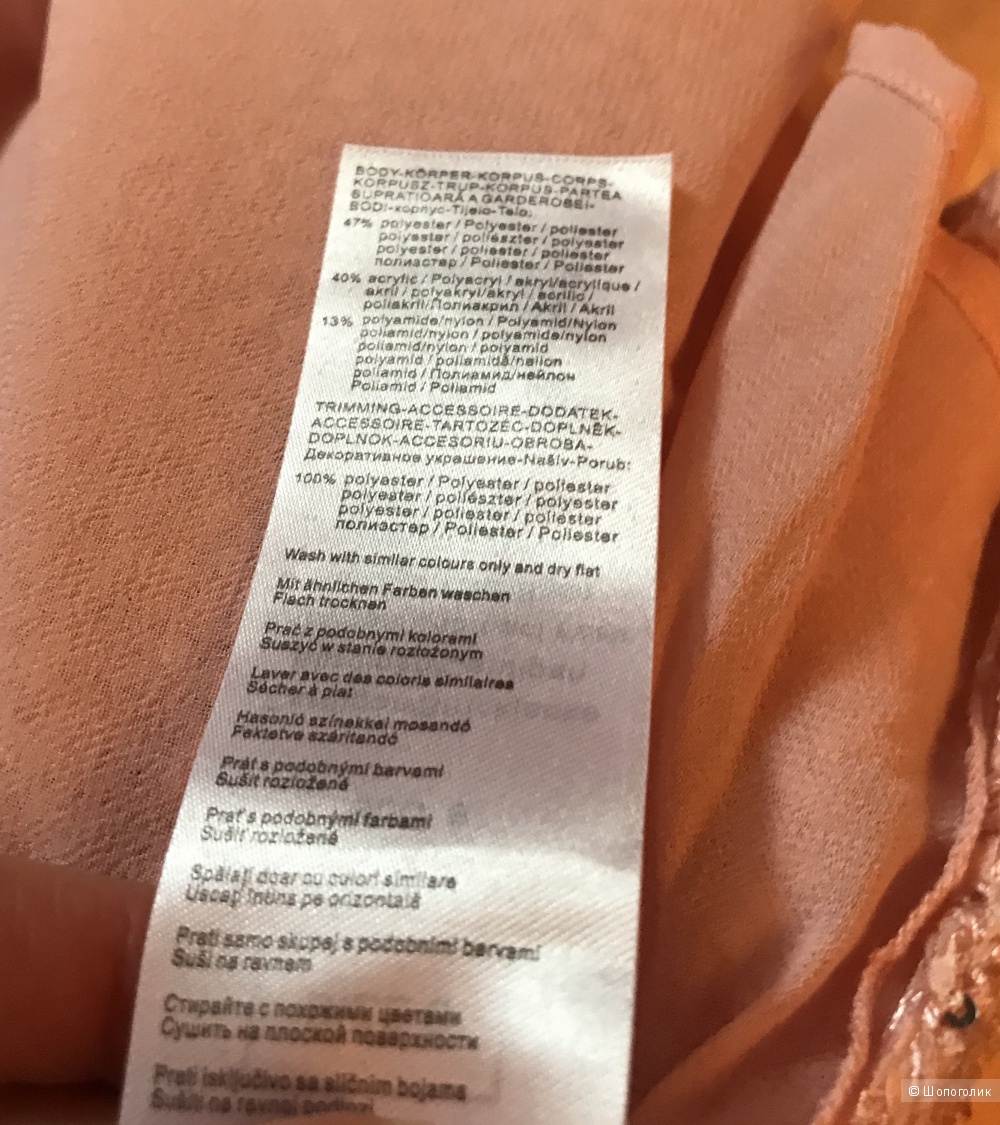 BODY-KÖRPER-KORPUS-CORPS-
KORPUSZ-TRUP-KORPUS-PARTEA
SUPRATIOARĂ A GARDEROBEI-
BODI-корпус-Tijelo-Telo:
47% polyester / Polyester / poliester
polyester / poliészter / polyester
polyester / poliester / poliester
полиэстер / Poliester / Poliester
40% acrylic / Polyacryl / akryl/acrylique /
akril / polyakryl/akryl / acrilic /
poliakril/Полиакрил / Akril / Akril
13% polyamide/nylon / Polyamid/Nylon
poliamid/nylon / polyamide/nylon
poliamid/nylon / polyamid
polyamid / poliamidă/nailon
poliamid / Полиамид/нейлон
Poliamid / Poliamid
TRIMMING-ACCESSOIRE-DODATEK-
ACCESSOIRE-TARTOZÉC-DOPLNĚK-
DOPLNOK-ACCESORIU-OBROBA-
Декоративное украшение-Našiv-Porub:
100% polyester / Polyester / poliester
polyester / poliészter / polyester
polyester / poliester / poliester
полиэстер / Poliester / Poliester
Wash with similar colours only and dry flat
Mit ähnlichen Farben waschen
Flach trocknen
Prać z podobnymi kolorami
Suszyć w stanie rozłożonym
Laver avec des coloris similaires
Sécher à plat
Hasonló színekkel mosandó
Fektetve szárítandó
Prát s podobnými barvami
Sušit rozložené
Prať s podobnými farbami
Sušiť rozložené
Spălați doar cu culori similare
Uscați întins pe orizontală
Prati samo skupaj s podobnimi barvami
Suši na ravnem
Стирайте с похожими цветами
Сушить на плоской поверхности
Prati isključivo sa sličnim bojama
Sušiti na ravnoj podlozi
© Шопоголик